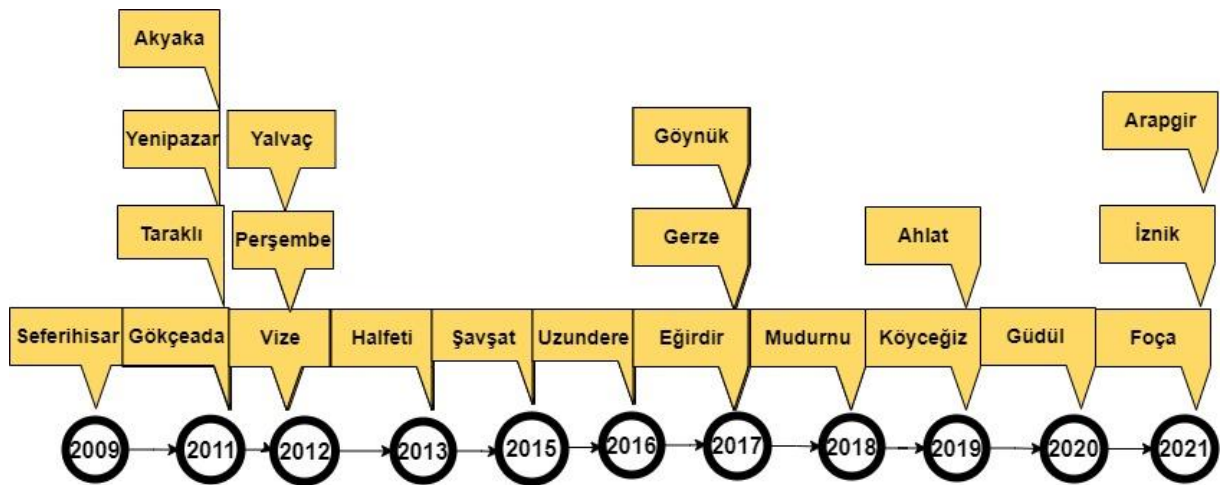 Akyaka
Yenipazar
Yalvaç
Göynük
Arapgir
Taraklı
Perşembe
Gerze
Ahlat
İznik
Seferihisar
Gökçeada
Vize
Halfeti
Şavşat
Uzundere
Eğirdir
Mudurnu
Köyceğiz
Güdül
Foça
2009
2011
2012
2013
2015
2016
2017
2018
2019
2020
2021